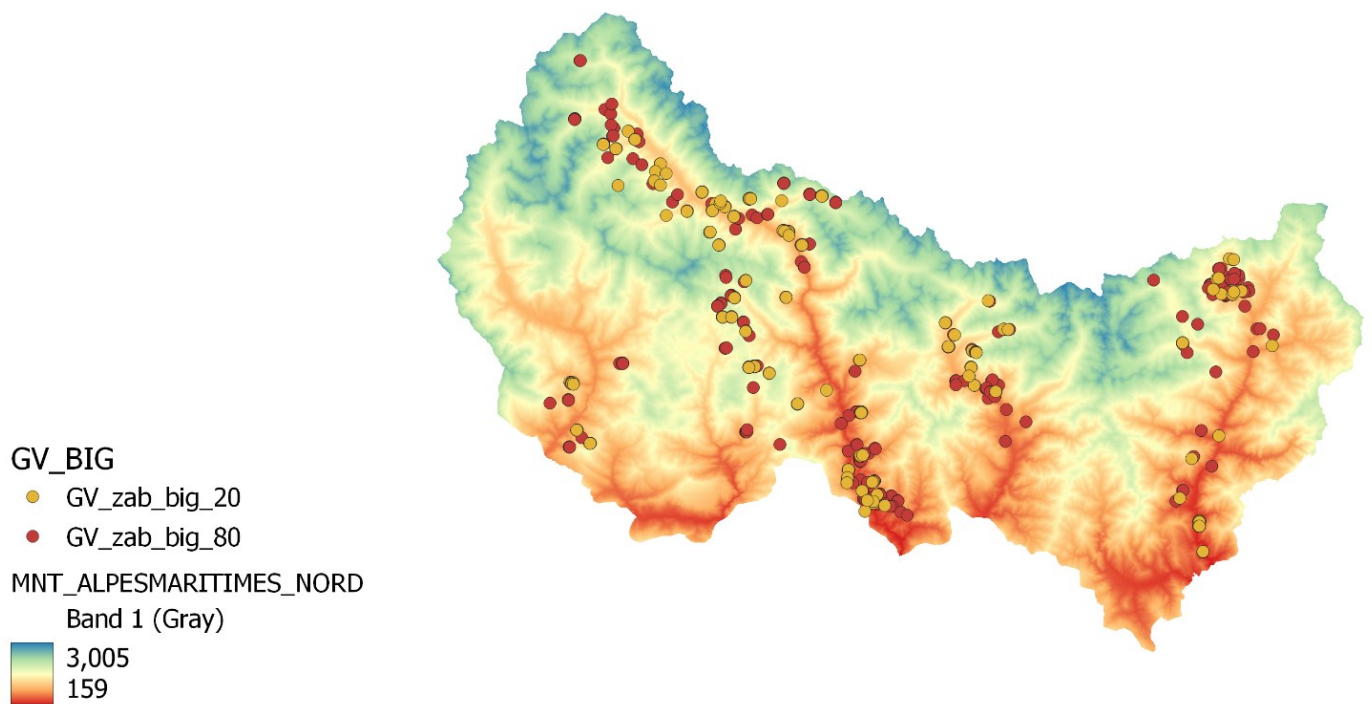 GV_BIG
GV_zab_big_20
GV_zab_big_80
MNT_ALPESMARITIMES_NORD
Band 1 (Gray)
3,005
159